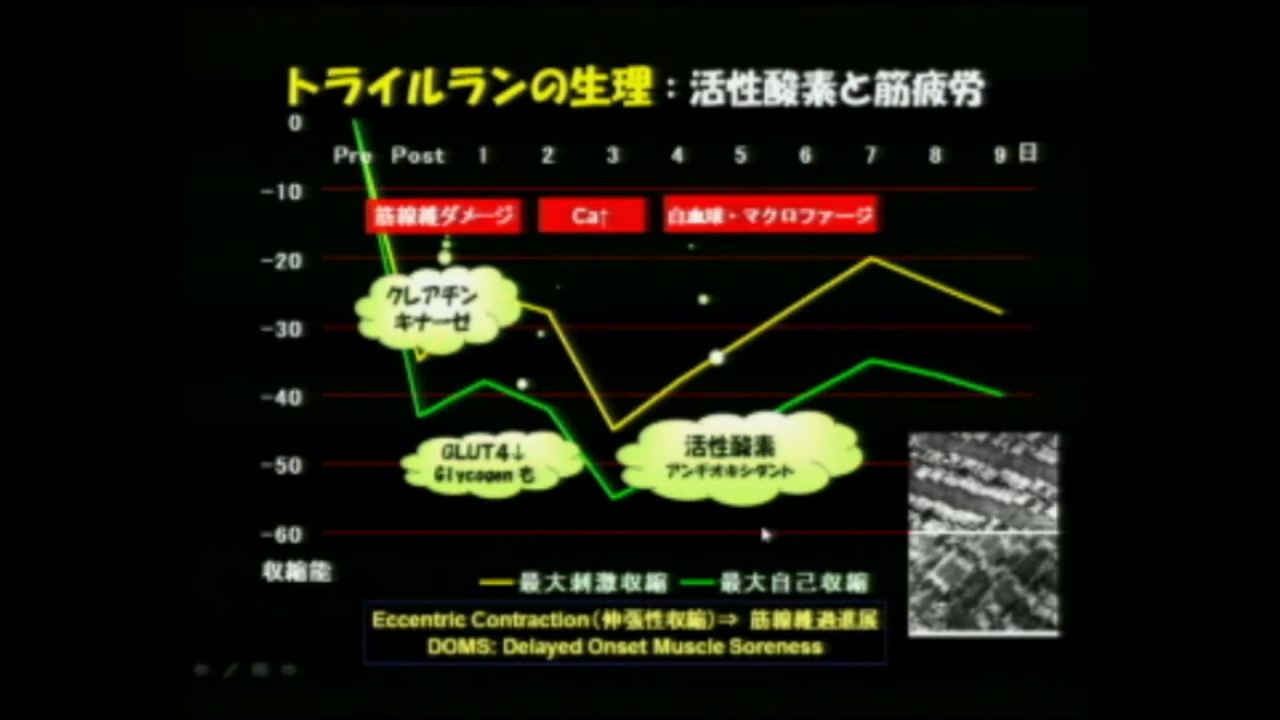 トライルランの生理：活性酸素と筋疲労
0
Pre Post 1 2 3 4 5 6 7 8 9 日
-10
筋線維ダメージ Ca↑ 白血球・マクロファージ
-20
クレアチン
キナーゼ
-30
-40
GLUT4↓
Glycogen も
活性酸素
アンチオキシダント
-50
-60
収縮能
最大刺激収縮 最大自己収縮
Eccentric Contraction（伸張性収縮）⇒ 筋線維過進展
DOMS: Delayed Onset Muscle Soreness